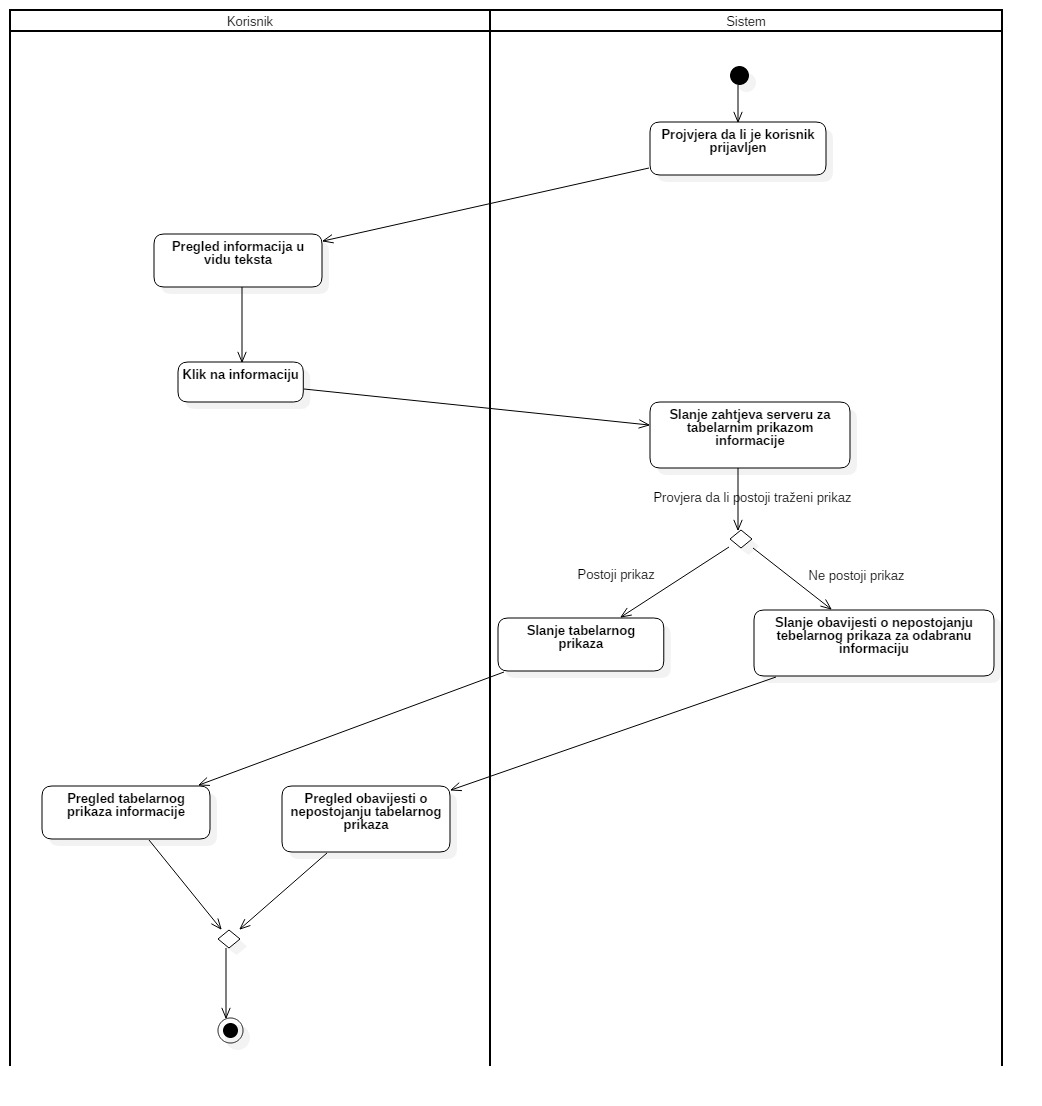 Korisnik
Sistem
Projvjera da li je korisnik
prijavljen
Pregled informacija u
vidu teksta
Klik na informaciju
Slanje zahtjeva serveru za
tabelarnim prikazom
informacije
Provjera da li postoji traženi prikaz
Postoji prikaz
Ne postoji prikaz
Slanje tabelarnog
prikaza
Slanje obavijesti o nepostojanju
tebelarnog prikaza za odabranu
informaciju
Pregled tabelarnog
prikaza informacije
Pregled obavijesti o
nepostojanju tabelarnog
prikaza